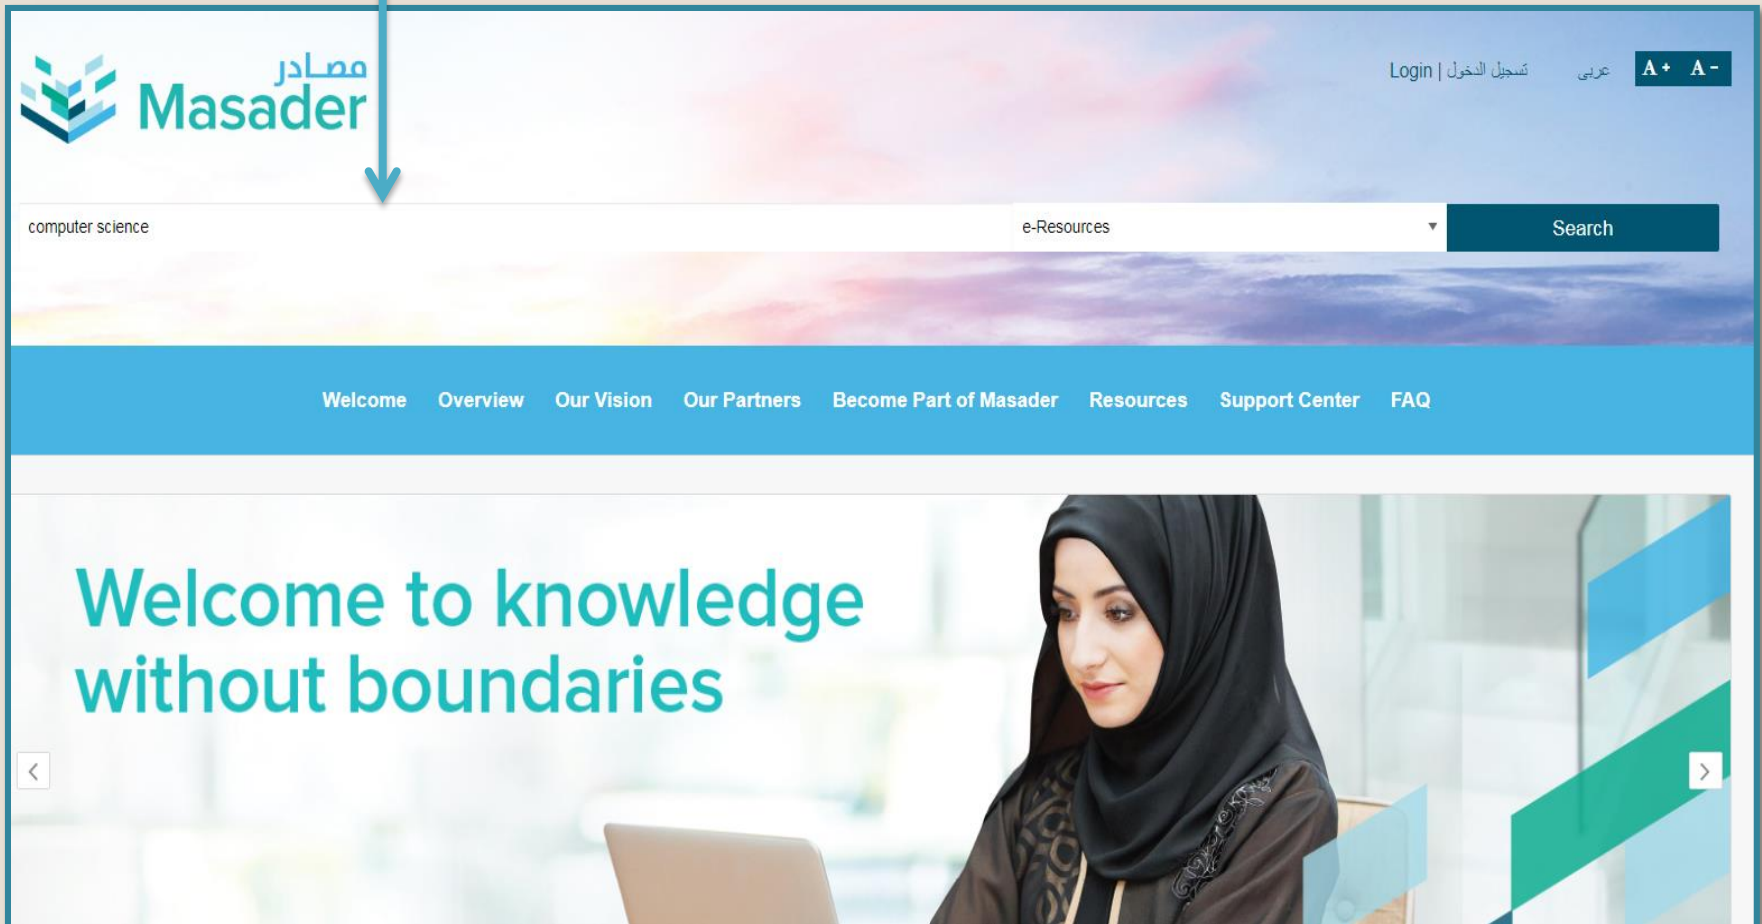 مصادر
Masader
Login | تسجيل الدخول عربى A+ A-
computer science e-Resources Search
Welcome Overview Our Vision Our Partners Become Part of Masader Resources Support Center FAQ
Welcome to knowledge
without boundaries